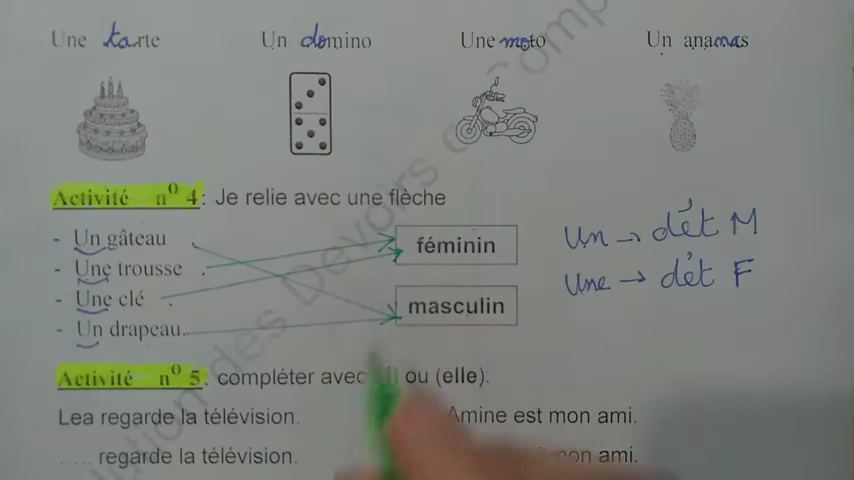 Une tarte Un domino Une moto Un ananas
Activité n° 4: Je relie avec une flèche
- Un gâteau
- Une trousse
- Une clé
- Un drapeau.
féminin
masculin
Un → dét M
Une → dét F
Activité n° 5: compléter avec ou (elle):
Lea regarde la télévision. Amine est mon ami.
..... regarde la télévision. mon ami.